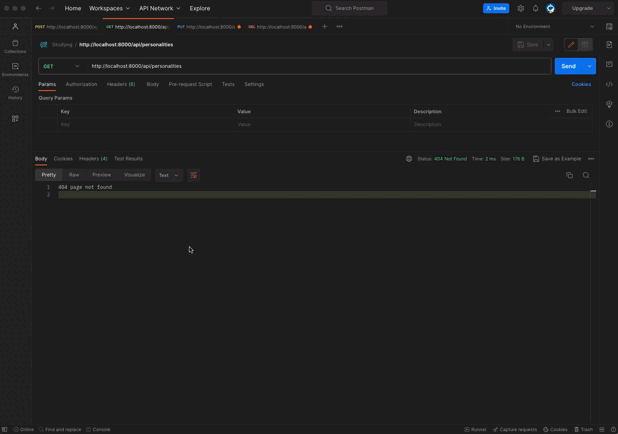 Home Workspaces API Network Explore Search Postman Invite Upgrade
POST http://localhost:8000/ GET http://localhost:8000/ap PUT http://localhost:8000/ DEL http://localhost:8000/a No Environment
Studying / http://localhost:8000/api/personalities Save
GET http://localhost:8000/api/personalities Send
Params Authorization Headers (6) Body Pre-request Script Tests Settings Cookies
Query Params
Key Value Description Bulk Edit
Key Value Description
Collections
Environments
History
Body Cookies Headers (4) Test Results Status: 404 Not Found Time: 2 ms Size: 176 B Save as Example
Pretty Raw Preview Visualize Text
1 404 page not found
2
Online Find and replace Console Runner Capture requests Cookies Trash